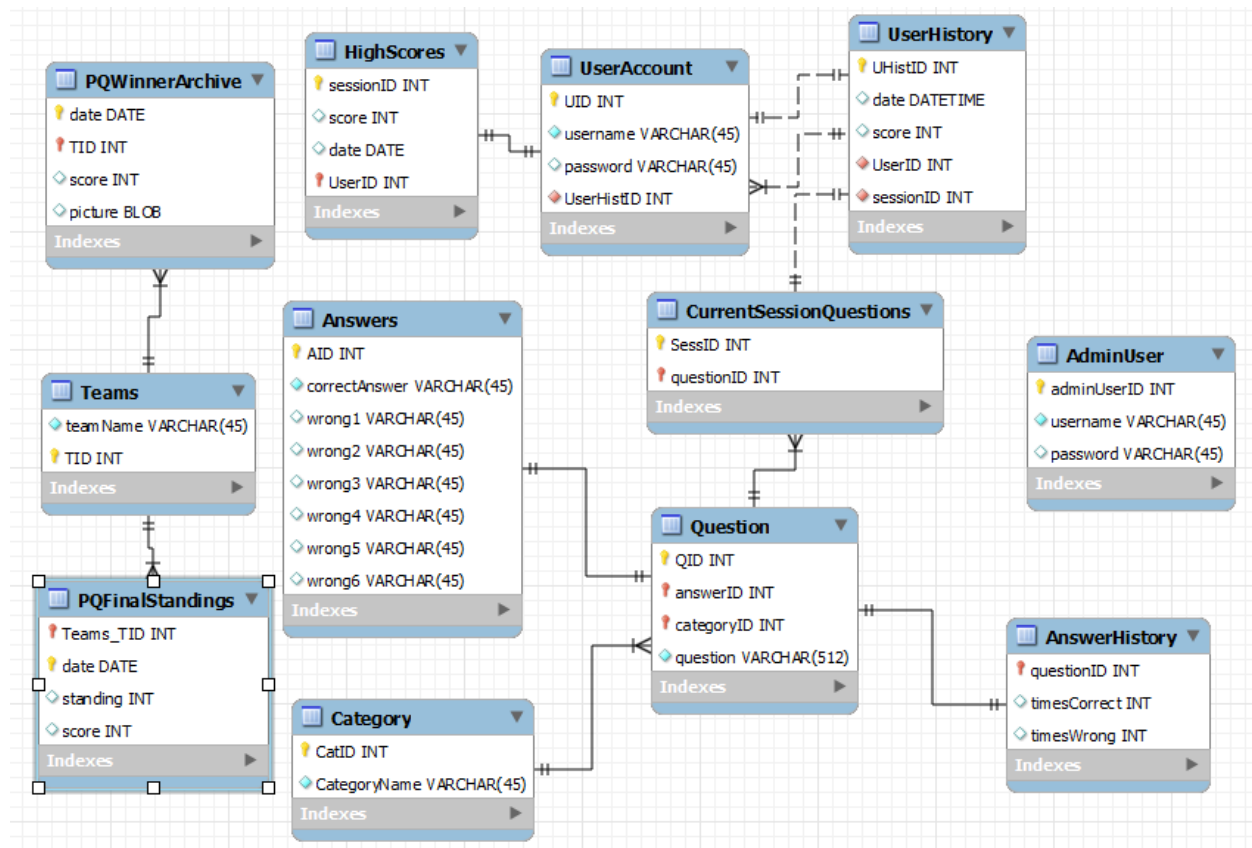 PQWinnerArchive
date DATE
TID INT
score INT
picture BLOB
Indexes
HighScores
sessionID INT
score INT
date DATE
UserID INT
Indexes
UserAccount
UID INT
username VARCHAR(45)
password VARCHAR(45)
UserHistID INT
Indexes
UserHistory
UHistID INT
date DATETIME
score INT
UserID INT
sessionID INT
Indexes
Teams
teamName VARCHAR(45)
TID INT
Indexes
Answers
AID INT
correctAnswer VARCHAR(45)
wrong1 VARCHAR(45)
wrong2 VARCHAR(45)
wrong3 VARCHAR(45)
wrong4 VARCHAR(45)
wrong5 VARCHAR(45)
wrong6 VARCHAR(45)
Indexes
CurrentSessionQuestions
SessID INT
questionID INT
Indexes
AdminUser
adminUserID INT
username VARCHAR(45)
password VARCHAR(45)
Indexes
PQFinalStandings
Teams_TID INT
date DATE
standing INT
score INT
Indexes
Category
CatID INT
CategoryName VARCHAR(45)
Indexes
Question
QID INT
answerID INT
categoryID INT
question VARCHAR(512)
Indexes
AnswerHistory
questionID INT
timesCorrect INT
timesWrong INT
Indexes